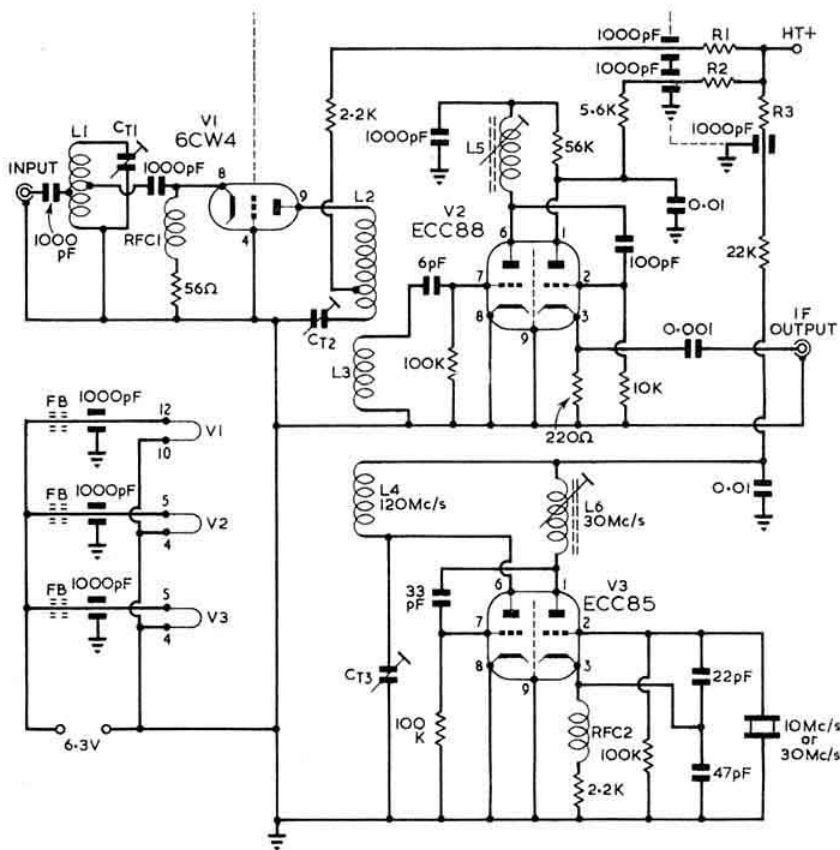 1000pF
R1
HT+
1000pF
R2
2.2K
5.6K
R3
1000pF
L1
CT1
V1
6CW4
1000pF
L5
56K
1000pF
INPUT
8
9
L2
0.01
1000
pF
RFC1
4
V2
ECC88
6
1
100pF
22K
56Ω
6pF
7
2
IF
OUTPUT
8
3
9
0.001
CT2
L3
100K
10K
220Ω
FB
1000pF
12
V1
10
L4
120Mc/s
L6
30Mc/s
0.01
FB
1000pF
5
V2
4
FB
1000pF
5
V3
4
33
pF
6
1
V3
ECC85
7
2
8
3
9
22pF
CT3
100
K
RFC2
100K
10Mc/s
or
30Mc/s
47pF
2.2K
6.3V